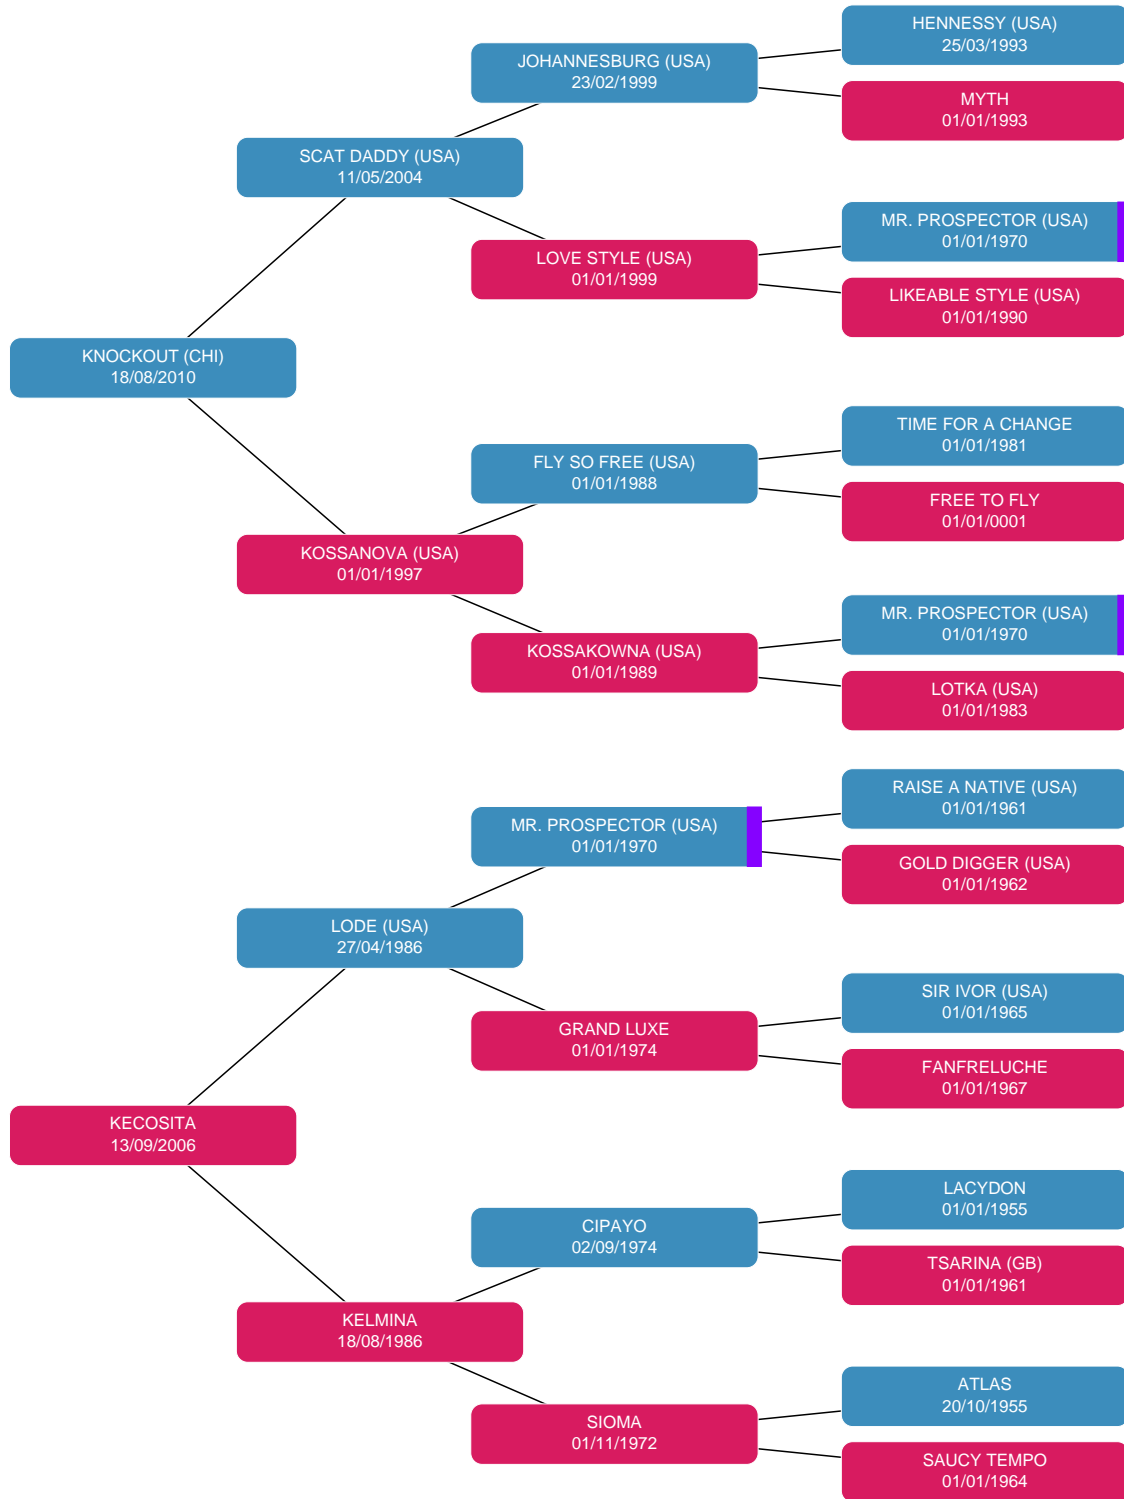 HENNESSY (USA)
25/03/1993
JOHANNESBURG (USA)
23/02/1999
MYTH
01/01/1993
SCAT DADDY (USA)
11/05/2004
MR. PROSPECTOR (USA)
01/01/1970
LOVE STYLE (USA)
01/01/1999
LIKEABLE STYLE (USA)
01/01/1990
KNOCKOUT (CHI)
18/08/2010
TIME FOR A CHANGE
01/01/1981
FLY SO FREE (USA)
01/01/1988
FREE TO FLY
01/01/0001
KOSSANOVA (USA)
01/01/1997
MR. PROSPECTOR (USA)
01/01/1970
KOSSAKOWNA (USA)
01/01/1989
LOTKA (USA)
01/01/1983
RAISE A NATIVE (USA)
01/01/1961
MR. PROSPECTOR (USA)
01/01/1970
GOLD DIGGER (USA)
01/01/1962
LODE (USA)
27/04/1986
SIR IVOR (USA)
01/01/1965
GRAND LUXE
01/01/1974
FANFRELUCHE
01/01/1967
KECOSITA
13/09/2006
LACYDON
01/01/1955
CIPAYO
02/09/1974
TSARINA (GB)
01/01/1961
KELMINA
18/08/1986
ATLAS
20/10/1955
SIOMA
01/11/1972
SAUCY TEMPO
01/01/1964